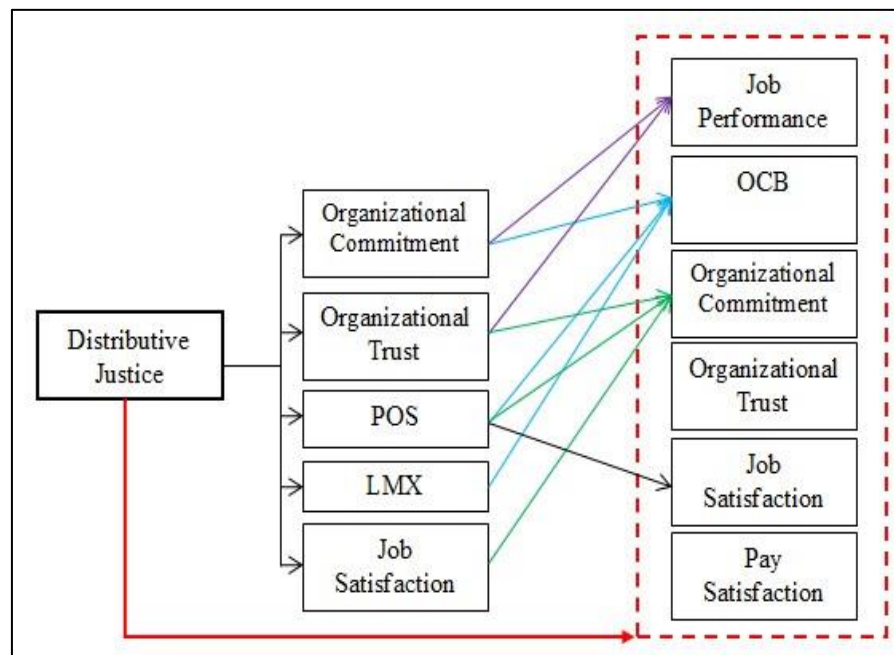 Distributive
Justice
Organizational
Commitment
Organizational
Trust
POS
LMX
Job
Satisfaction
Job
Performance
OCB
Organizational
Commitment
Organizational
Trust
Job
Satisfaction
Pay
Satisfaction